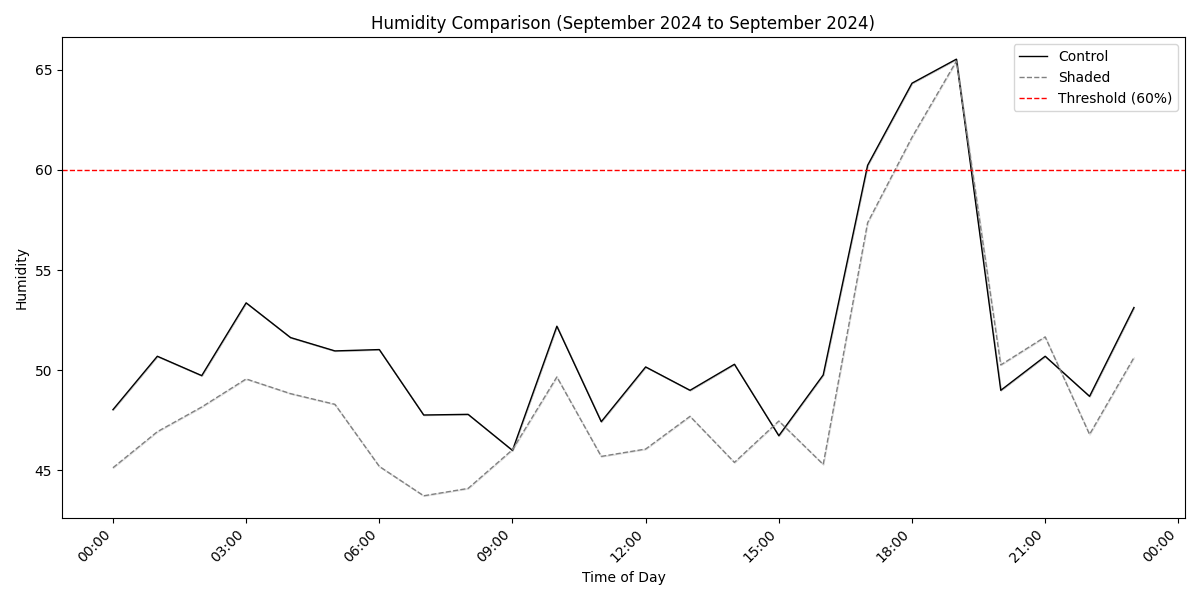 Humidity Comparison (September 2024 to September 2024)
Control
Shaded
Threshold (60%)
65
60
55
50
45
Humidity
00:00
03:00
06:00
09:00
12:00
15:00
18:00
21:00
00:00
Time of Day